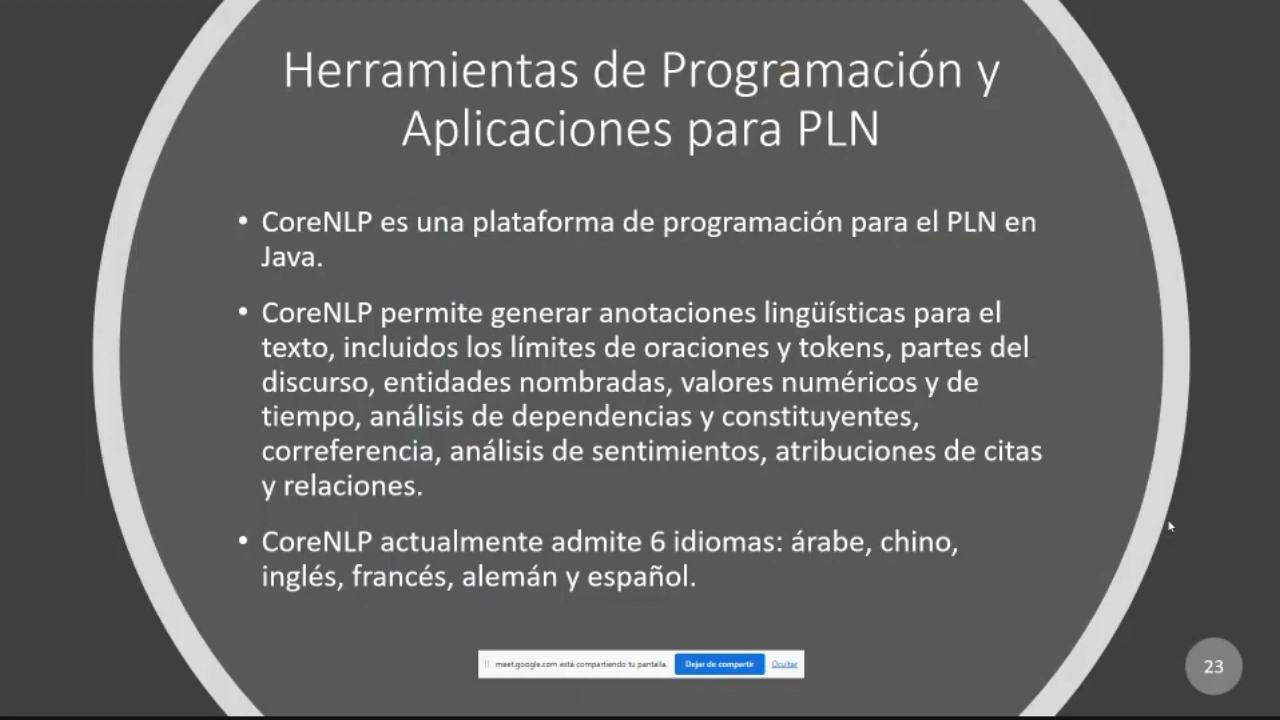 Herramientas de Programación y
Aplicaciones para PLN
• CoreNLP es una plataforma de programación para el PLN en
Java.
• CoreNLP permite generar anotaciones lingüísticas para el
texto, incluidos los límites de oraciones y tokens, partes del
discurso, entidades nombradas, valores numéricos y de
tiempo, análisis de dependencias y constituyentes,
correferencia, análisis de sentimientos, atribuciones de citas
y relaciones.
• CoreNLP actualmente admite 6 idiomas: árabe, chino,
inglés, francés, alemán y español.
meet.google.com está compartiendo tu pantalla. Dejar de compartir Ocultar
23